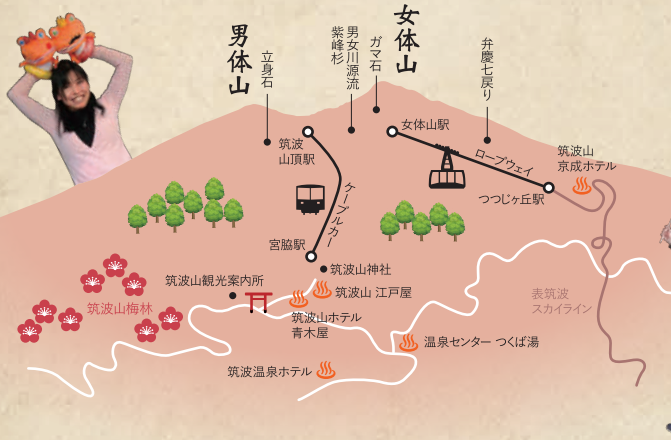 男体山
立身石
紫峰杉
男女川源流
ガマ石
女体山
弁慶七戻り
筑波
山頂駅
女体山駅
ロープウェイ
筑波山
京成ホテル
つつじヶ丘駅
ケーブルカー
宮脇駅
筑波山神社
筑波山観光案内所
筑波山 江戸屋
筑波山梅林
筑波山ホテル
青木屋
表筑波
スカイライン
温泉センター つくば湯
筑波温泉ホテル